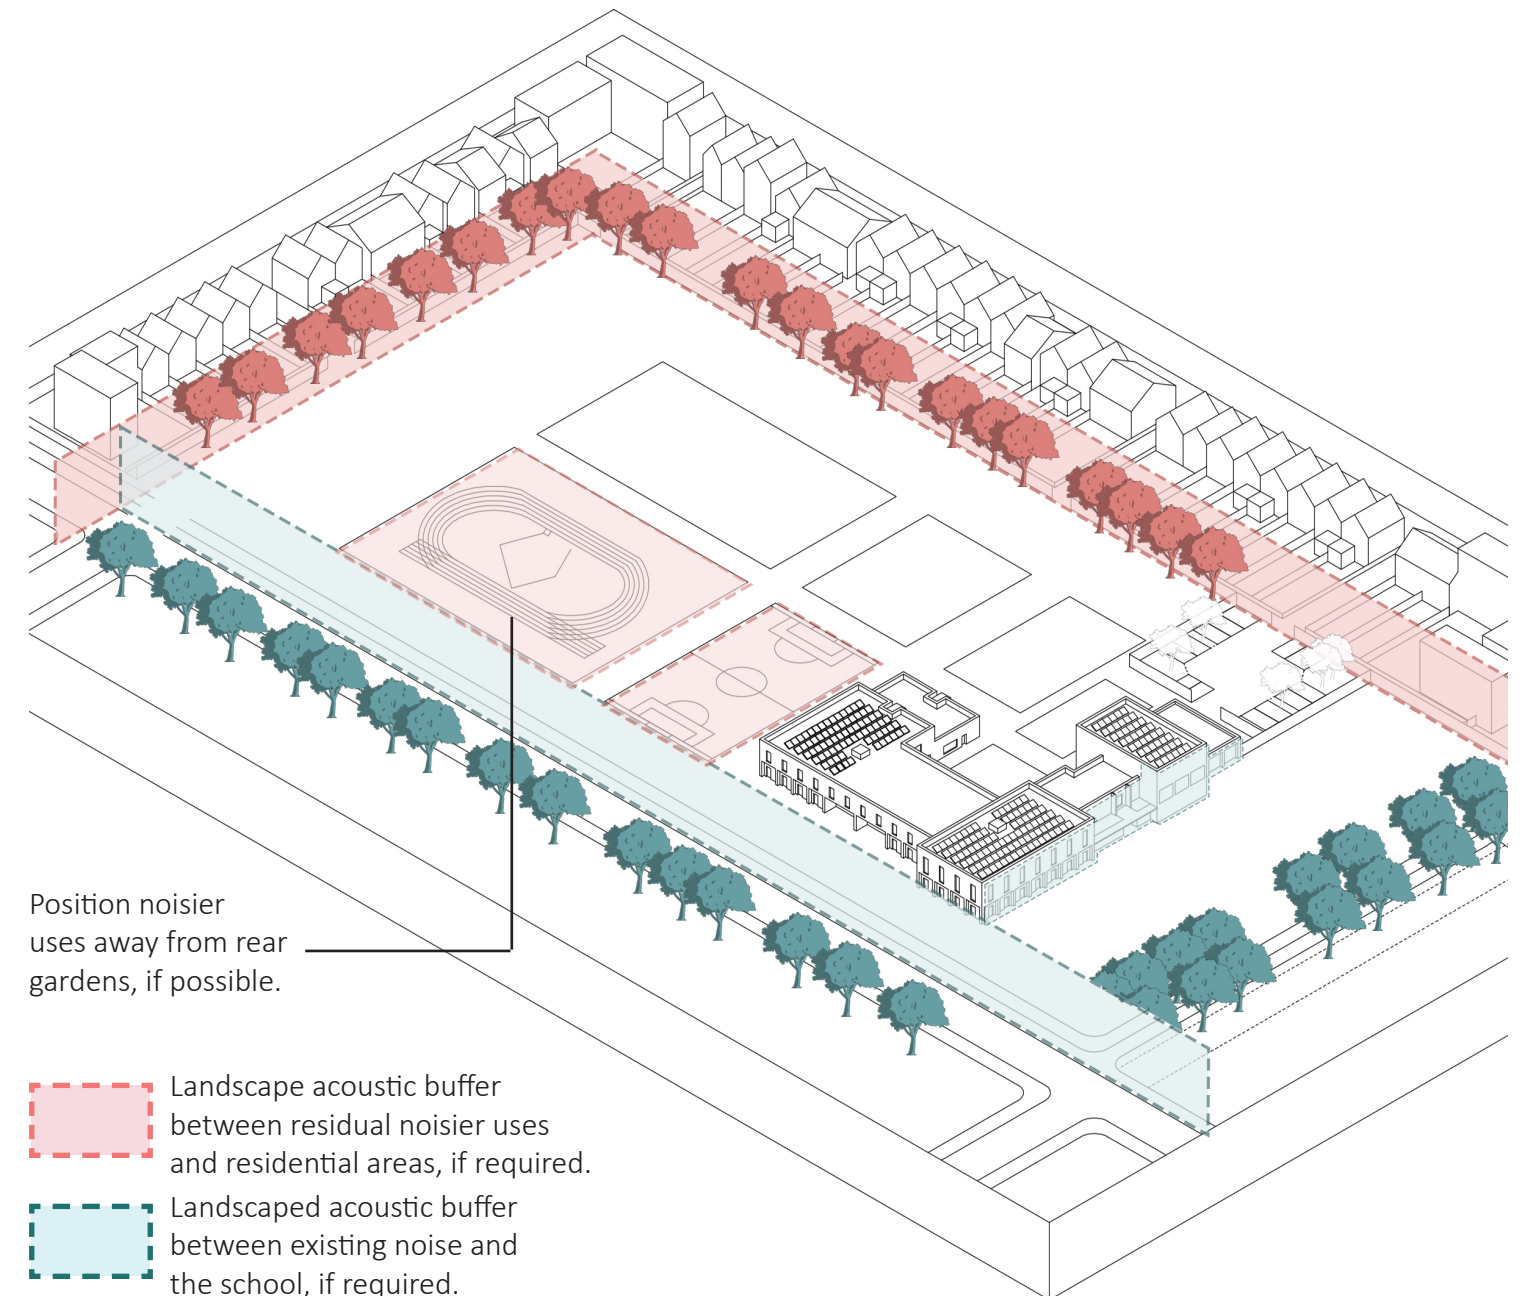 Position noisier
uses away from rear
gardens, if possible.
Landscape acoustic buffer
between residual noisier uses
and residential areas, if required.
Landscaped acoustic buffer
between existing noise and
the school, if required.